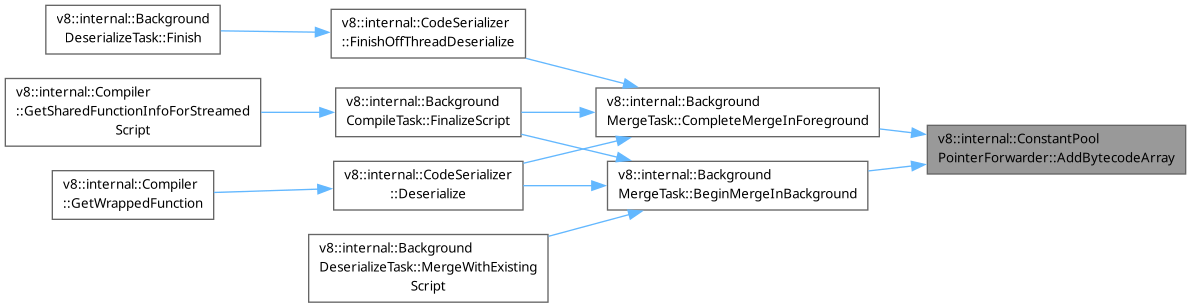 v8::internal::Background
DeserializeTask::Finish
v8::internal::CodeSerializer
::FinishOffThreadDeserialize
v8::internal::Compiler
::GetSharedFunctionInfoForStreamed
Script
v8::internal::Background
CompileTask::FinalizeScript
v8::internal::Background
MergeTask::CompleteMergeInForeground
v8::internal::ConstantPool
PointerForwarder::AddBytecodeArray
v8::internal::Compiler
::GetWrappedFunction
v8::internal::CodeSerializer
::Deserialize
v8::internal::Background
MergeTask::BeginMergeInBackground
v8::internal::Background
DeserializeTask::MergeWithExisting
Script